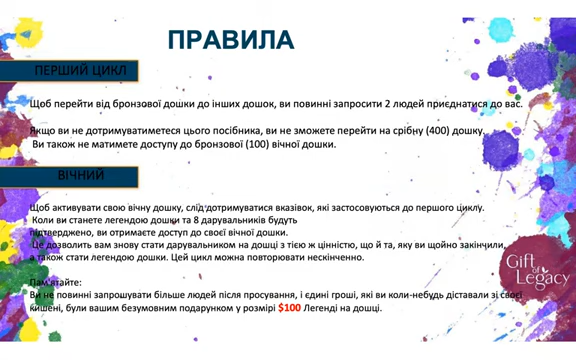 ПРАВИЛА
ПЕРШИЙ ЦИКЛ
Щоб перейти від бронзової дошки до інших дошок, ви повинні запросити 2 людей приєднатися до вас.
Якщо ви не дотримуватиметеся цього посібника, ви не зможете перейти на срібну (400) дошку.
Ви також не матимете доступу до бронзової (100) вічної дошки.
ВІЧНИЙ
Щоб активувати свою вічну дошку, слід дотримуватися вказівок, які застосовуються до першого циклу.
Коли ви станете легендою дошки та 8 дарувальників будуть
підтверджено, ви отримаєте доступ до своєї вічної дошки.
Це дозволить вам знову стати дарувальником на дошці з тією ж цінністю, що й та, яку ви щойно закінчили,
а також стати легендою дошки. Цей цикл можна повторювати нескінченно.
Пам'ятайте:
Ви не повинні запрошувати більше людей після просування, і єдині гроші, які ви коли-небудь діставали зі своєї
кишені, були вашим безумовним подарунком у розмірі $100 Легенді на дошці.
Gift
of
Legacy